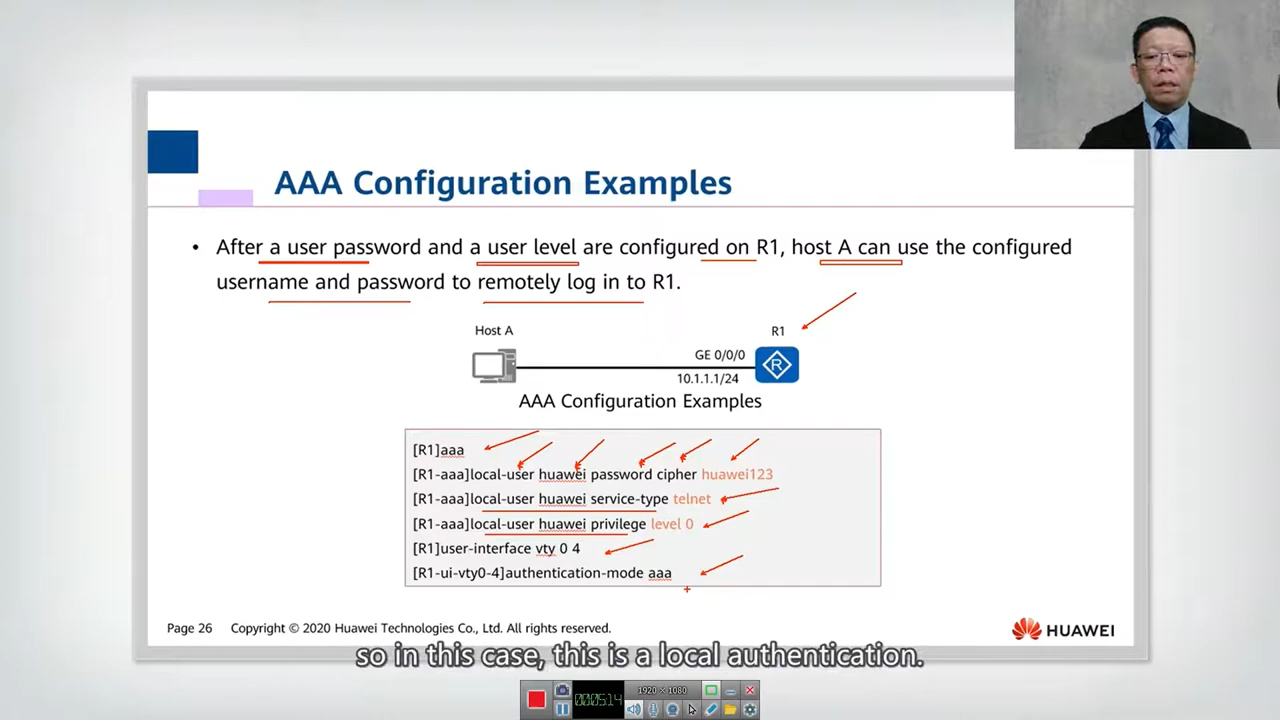 AAA Configuration Examples
• After a user password and a user level are configured on R1, host A can use the configured
username and password to remotely log in to R1.
Host A
R1
GE 0/0/0
10.1.1.1/24
AAA Configuration Examples
[R1]aaa
[R1-aaa]local-user huawei password cipher huawei123
[R1-aaa]local-user huawei service-type telnet
[R1-aaa]local-user huawei privilege level 0
[R1]user-interface vty 0 4
[R1-ui-vty0-4]authentication-mode aaa
Page 26 Copyright © 2020 Huawei Technologies Co., Ltd. All rights reserved.
HUAWEI
so in this case, this is a local authentication.
1920 × 1080
000514